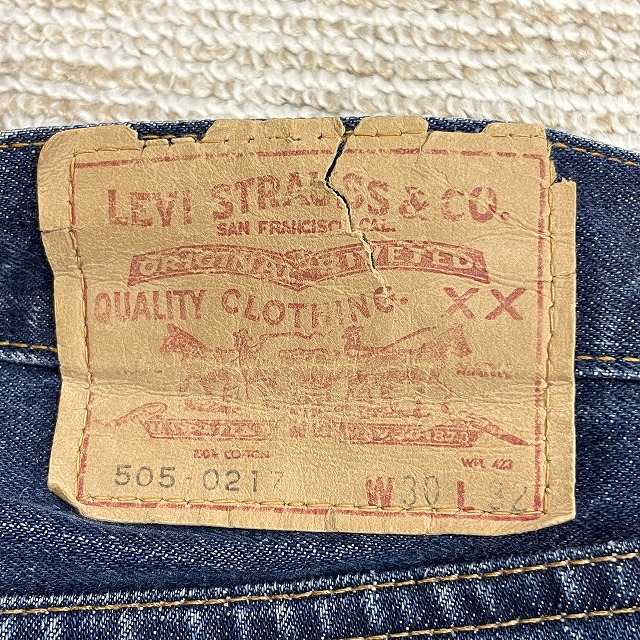 LEVI STRAUSS & CO.
SAN FRANCISCO, CAL.
ORIGINAL RIVETED
QUALITY CLOTHING. XX
100% COTTON WPL 423
505-0217 W30 L32